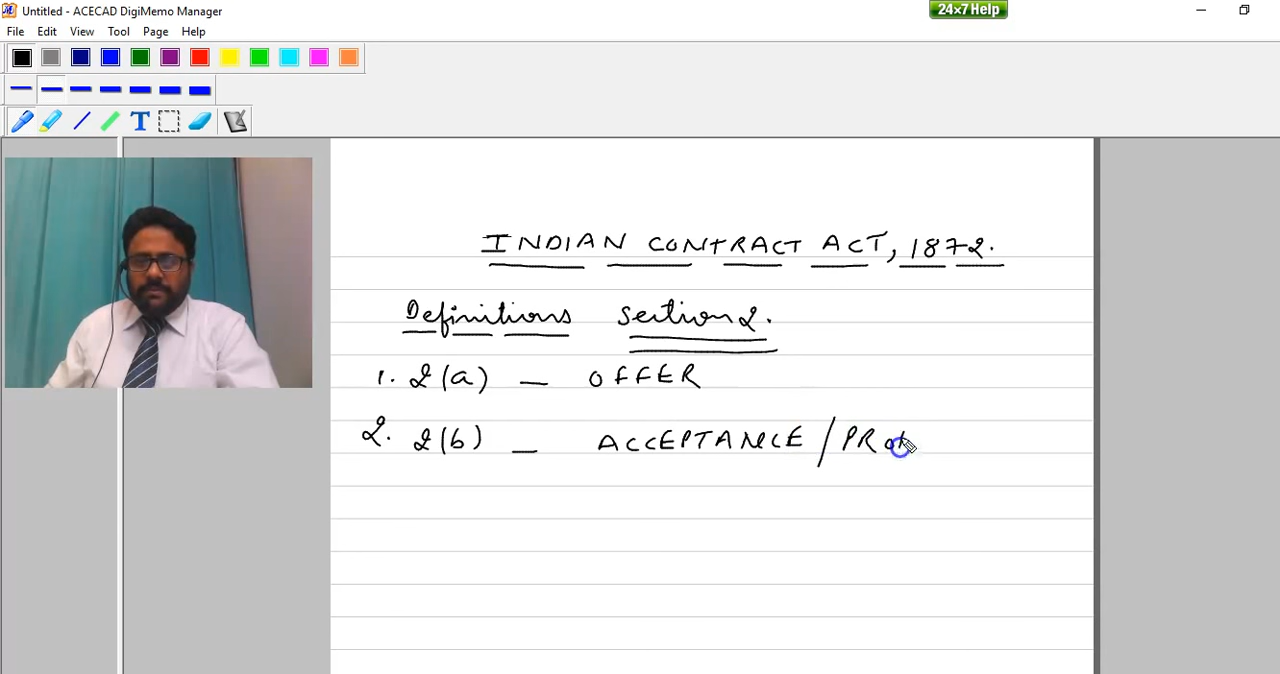 Untitled - ACECAD DigiMemo Manager
24x7 Help
File Edit View Tool Page Help
T
INDIAN CONTRACT ACT, 1872.
Definitions Section 2.
1. 2(a) — OFFER
2. 2(b) — ACCEPTANCE / PRO